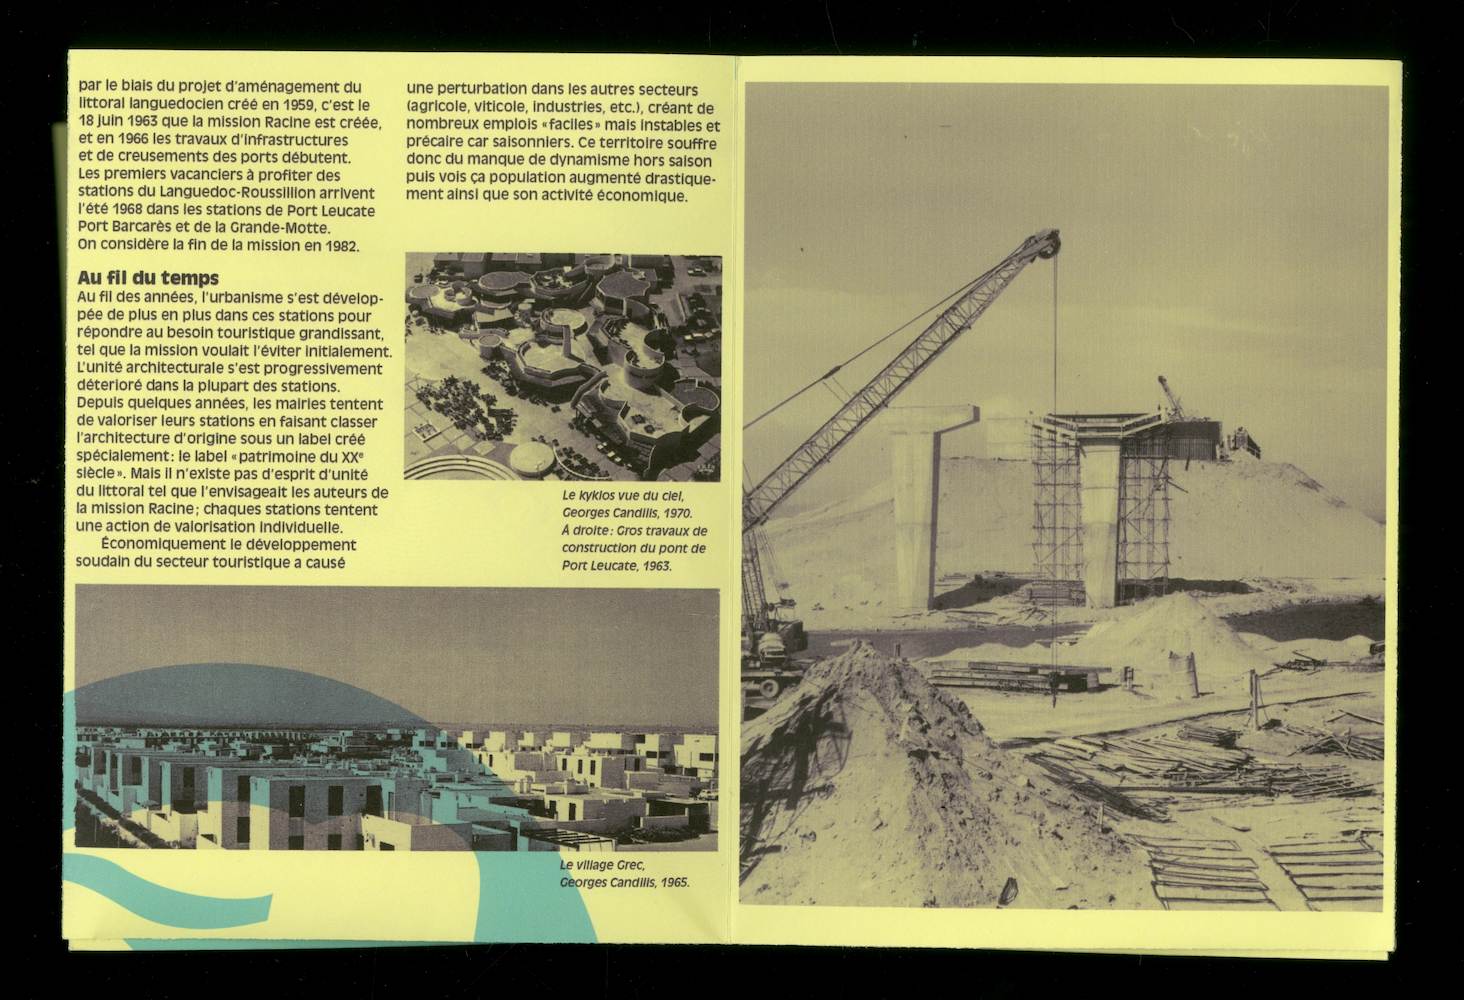 par le biais du projet d'aménagement du
littoral languedocien créé en 1959, c'est le
18 juin 1963 que la mission Racine est créée,
et en 1966 les travaux d'infrastructures
et de creusements des ports débutent.
Les premiers vacanciers à profiter des
stations du Languedoc-Roussillion arrivent
l'été 1968 dans les stations de Port Leucate
Port Barcarès et de la Grande-Motte.
On considère la fin de la mission en 1982.
Au fil du temps
Au fil des années, l'urbanisme s'est dévelop-
pée de plus en plus dans ces stations pour
répondre au besoin touristique grandissant,
tel que la mission voulait l'éviter initialement.
L'unité architecturale s'est progressivement
détérioré dans la plupart des stations.
Depuis quelques années, les mairies tentent
de valoriser leurs stations en faisant classer
l'architecture d'origine sous un label créé
spécialement : le label « patrimoine du XXe
siècle ». Mais il n'existe pas d'esprit d'unité
du littoral tel que l'envisageait les auteurs de
la mission Racine ; chaques stations tentent
une action de valorisation individuelle.
Économiquement le développement
soudain du secteur touristique a causé
une perturbation dans les autres secteurs
(agricole, viticole, industries, etc.), créant de
nombreux emplois « faciles » mais instables et
précaire car saisonniers. Ce territoire souffre
donc du manque de dynamisme hors saison
puis vois ça population augmenté drastique-
ment ainsi que son activité économique.
Le kyklos vue du ciel,
Georges Candilis, 1970.
À droite : Gros travaux de
construction du pont de
Port Leucate, 1963.
Le village Grec,
Georges Candilis, 1965.